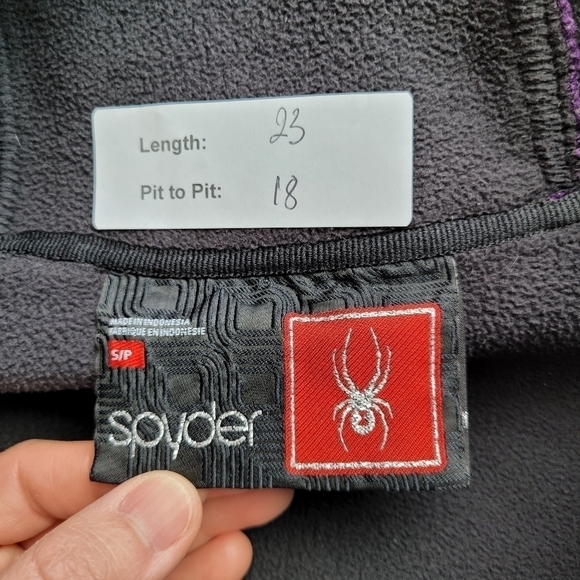 Length: 23
Pit to Pit: 18
MADE IN INDONESIA
FABRIQUE EN INDONESIE
S/P
spyder